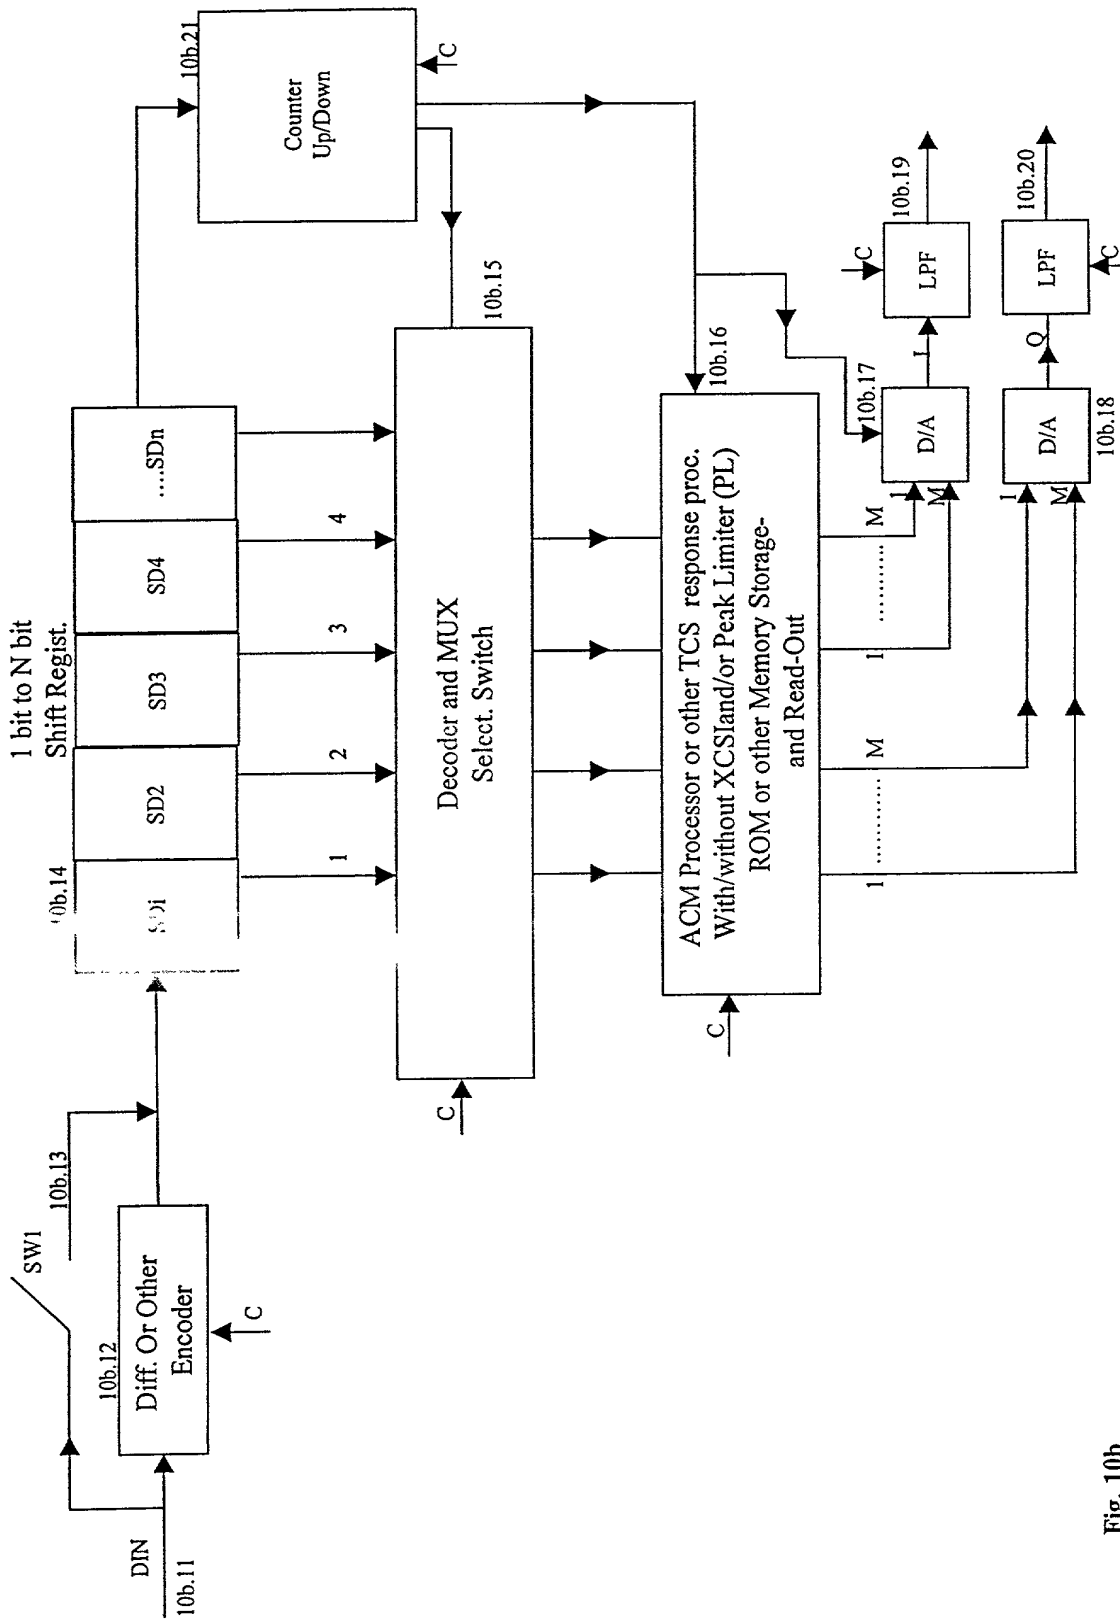 DIN
10b.11
SW1
10b.13
10b.12
Diff. Or Other
Encoder
C
1 bit to N bit
Shift Regist.
SD2
SD3
SD4
....SDn
10b.21
Counter
Up/Down
C
1
2
3
4
10b.15
Decoder and MUX
Selct. Switch
C
10b.16
ACM Processor or other TCS response proc.
With/without XCSIand/or Peak Limiter (PL)
ROM or other Memory Storage-
and Read-Out
C
1 ........... M
1 .......... M
10b.17
1
M
D/A
I
C
LPF
10b.19
1
M
D/A
10b.18
Q
LPF
C
10b.20
Fig. 10b